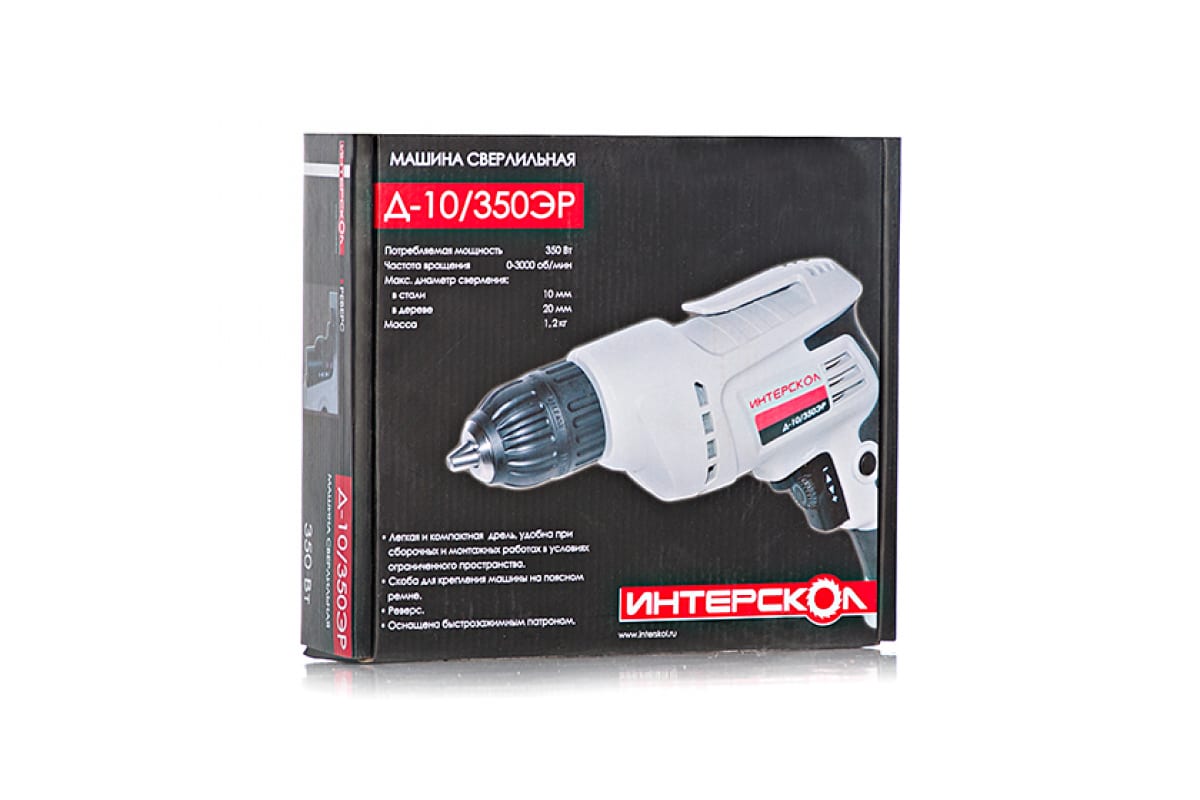 МАШИНА СВЕРЛИЛЬНАЯ
Д-10/350ЭР
Потребляемая мощность 350 Вт
Частота вращения 0-3000 об/мин
Макс. диаметр сверления:
в стали 10 мм
в дереве 20 мм
Масса 1,2 кг
ИНТЕРСКОЛ
Д-10/350ЭР
• Легкая и компактная дрель, удобна при
сборочных и монтажных работах в условиях
ограниченного пространства.
• Скоба для крепления машины на поясном
ремне.
• Реверс.
• Оснащена быстрозажимным патроном.
ИНТЕРСКОЛ
www.interskol.ru
ИНТЕРСКОЛ
РЕВЕРС
Д-10/350ЭР
МАШИНА СВЕРЛИЛЬНАЯ
350 Вт